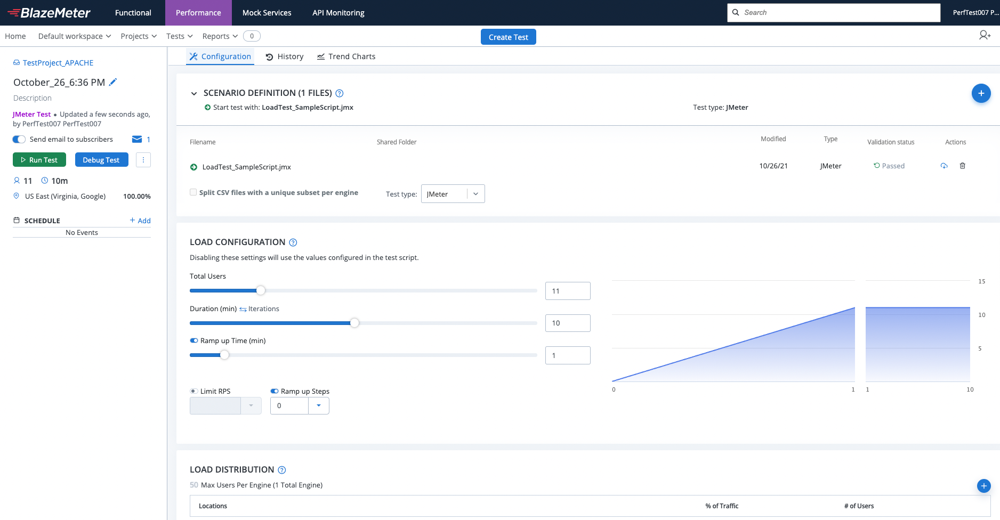 BlazeMeter Functional Performance Mock Services API Monitoring Search PerfTest007 P...
Home Default workspace Projects Tests Reports 0 Create Test
TestProject_APACHE
October_26_6:36 PM
Description
JMeter Test • Updated a few seconds ago,
by PerfTest007 PerfTest007
Send email to subscribers 1
Run Test Debug Test
11 10m
US East (Virginia, Google) 100.00%
SCHEDULE + Add
No Events
Configuration History Trend Charts
SCENARIO DEFINITION (1 FILES) ?
Start test with: LoadTest_SampleScript.jmx Test type: JMeter
Filename Shared Folder Modified Type Validation status Actions
LoadTest_SampleScript.jmx 10/26/21 JMeter Passed
Split CSV files with a unique subset per engine Test type: JMeter
LOAD CONFIGURATION ?
Disabling these settings will use the values configured in the test script.
Total Users
11
Duration (min) Iterations
10
Ramp up Time (min)
1
Limit RPS Ramp up Steps
0
15
10
5
0 1 1 10
LOAD DISTRIBUTION ?
50 Max Users Per Engine (1 Total Engine)
Locations % of Traffic # of Users